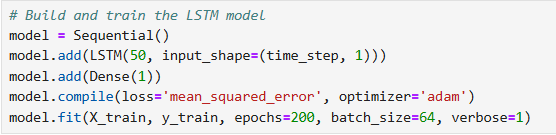 # Build and train the LSTM model
model = Sequential()
model.add(LSTM(50, input_shape=(time_step, 1)))
model.add(Dense(1))
model.compile(loss='mean_squared_error', optimizer='adam')
model.fit(X_train, y_train, epochs=200, batch_size=64, verbose=1)